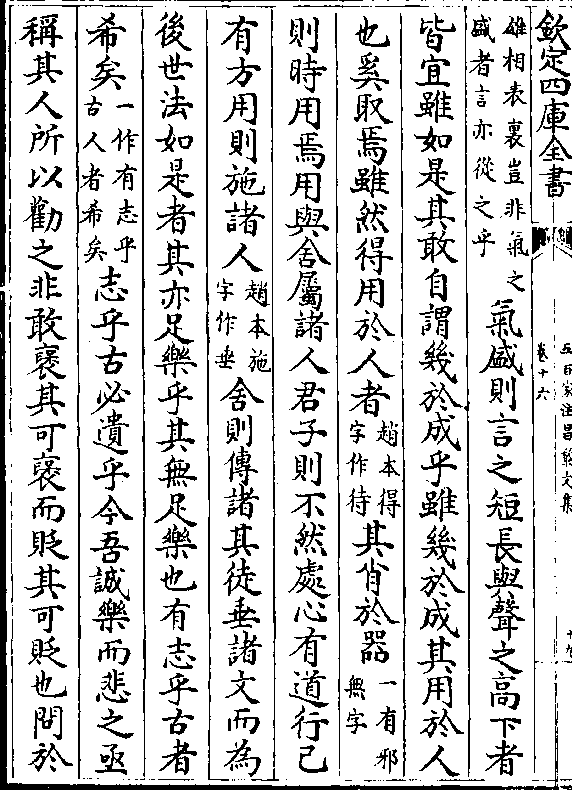 欽定四庫全書
五百家注昌黎文集
卷十六
雄相表裏豈非氣之
盛者言亦從之乎
氣盛則言之短長與聲之高下者
皆宜雖如是其敢自謂幾於成乎雖幾於成其用於人
也奚取焉雖然得用於人者
趙本得
字作待
其肖於器
一有邪
無字
則時用焉用與舍屬諸人君子則不然處心有道行己
有方用則施諸人
趙本施
字作垂
舍則傳諸其徒垂諸文而為
後世法如是者其亦足樂乎其無足樂也有志乎古者
希矣
一作有志乎
古人者希矣
志乎古必遺乎今吾誠樂而悲之亟
稱其人所以勸之非敢褒其可褒而貶其可貶也問於